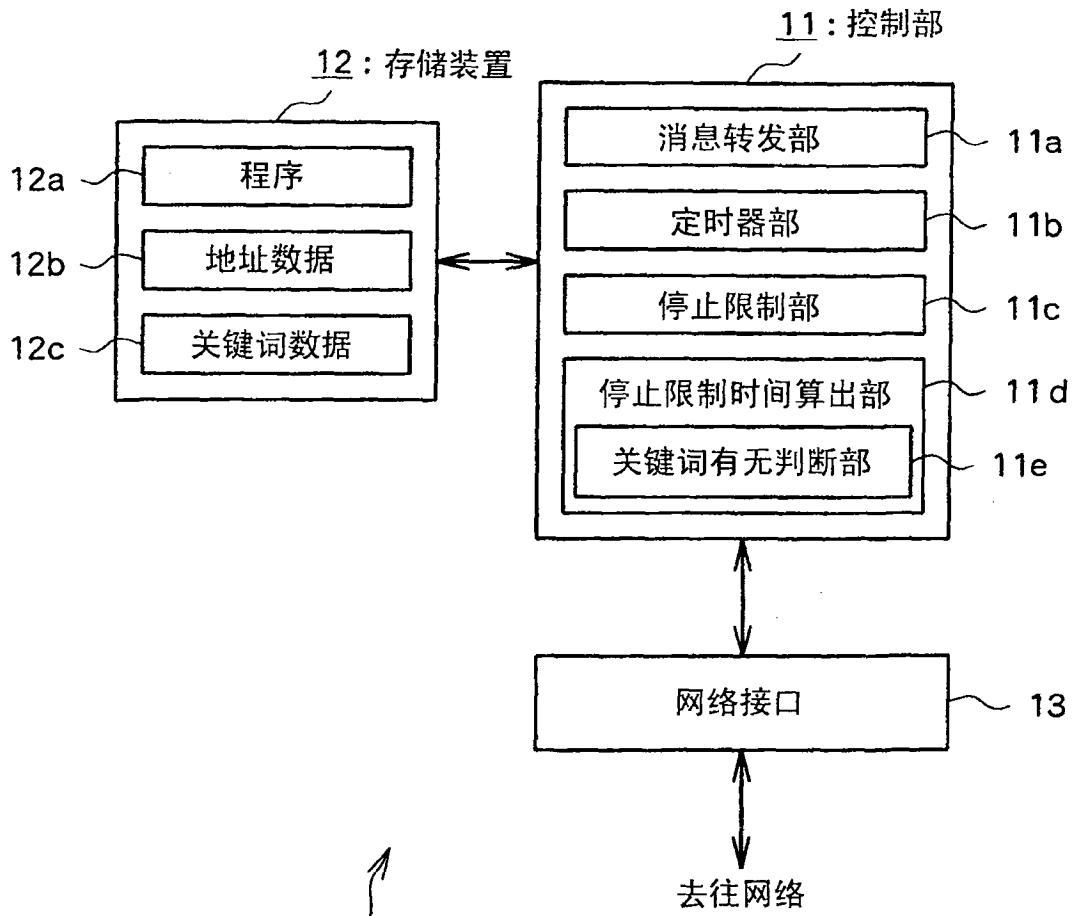 11：控制部
12：存储装置
消息转发部
11a
12a
程序
定时器部
11b
12b
地址数据
停止限制部
11c
12c
关键词数据
停止限制时间算出部
11d
关键词有无判断部
11e
网络接口
13
去往网络